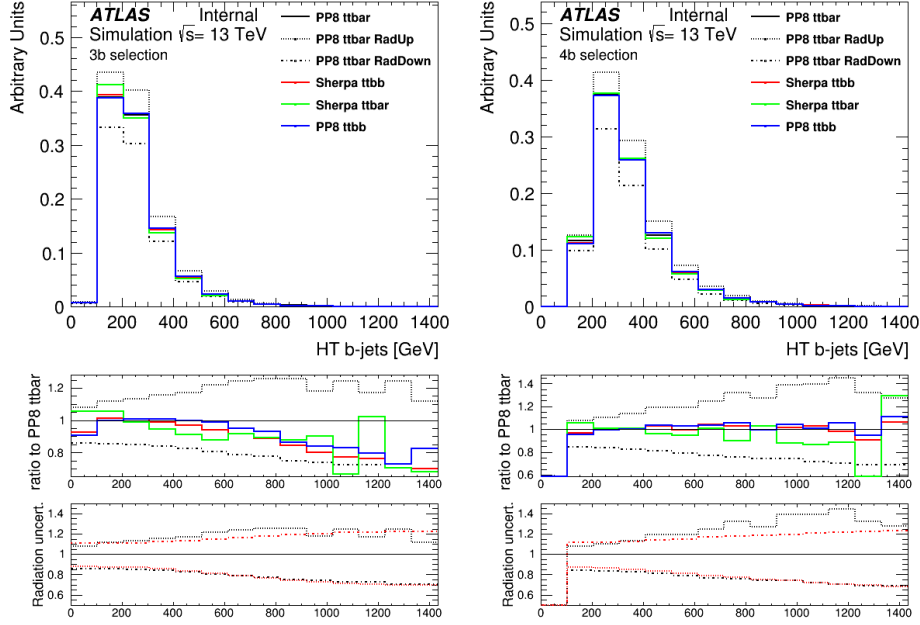 ATLAS Internal
Simulation √s= 13 TeV
3b selection
PP8 ttbar
PP8 ttbar RadUp
PP8 ttbar RadDown
Sherpa ttbb
Sherpa ttbar
PP8 ttbb
Arbitrary Units
0.5
0.4
0.3
0.2
0.1
0
0 200 400 600 800 1000 1200 1400
HT b-jets [GeV]
ratio to PP8 ttbar
1.2
1
0.8
0 200 400 600 800 1000 1200 1400
Radiation uncert.
1.4
1.2
1
0.8
0.6
0 200 400 600 800 1000 1200 1400
ATLAS Internal
Simulation √s= 13 TeV
4b selection
PP8 ttbar
PP8 ttbar RadUp
PP8 ttbar RadDown
Sherpa ttbb
Sherpa ttbar
PP8 ttbb
Arbitrary Units
0.5
0.4
0.3
0.2
0.1
0
0 200 400 600 800 1000 1200 1400
HT b-jets [GeV]
ratio to PP8 ttbar
1.4
1.2
1
0.8
0.6
0 200 400 600 800 1000 1200 1400
Radiation uncert.
1.4
1.2
1
0.8
0.6
0 200 400 600 800 1000 1200 1400